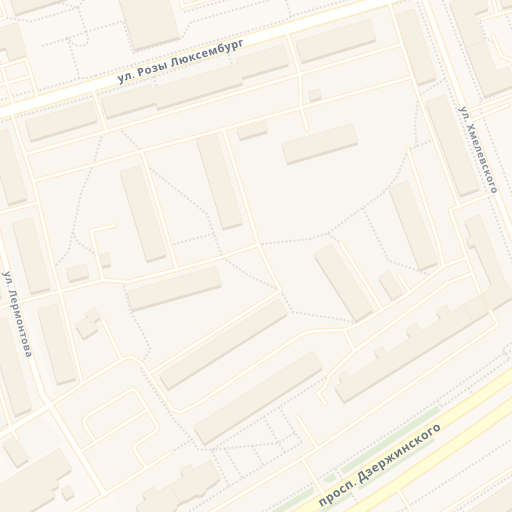 ул. Розы Люксембург
ул. Хмелевского
ул. Лермонтова
просп. Дзержинского